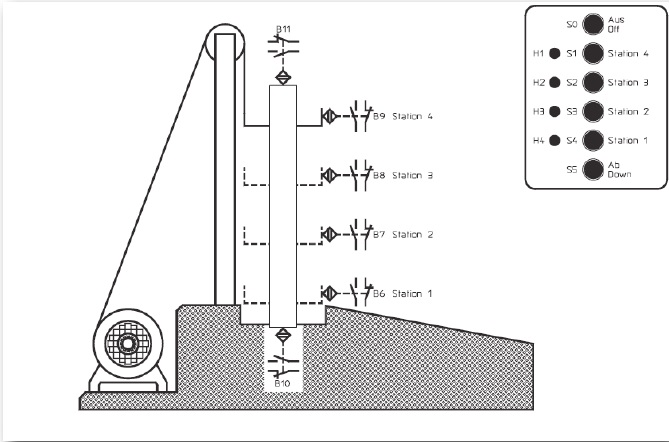 B11
B9 Station 4
B8 Station 3
B7 Station 2
B6 Station 1
B10
S0 Aus
Off
H1 S1 Station 4
H2 S2 Station 3
H3 S3 Station 2
H4 S4 Station 1
S5 Ab
Down